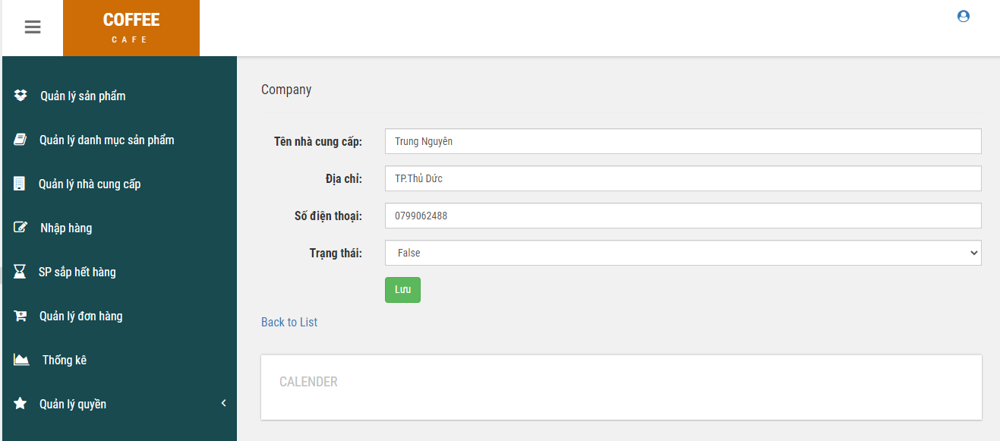 COFFEE
CAFE
Quản lý sản phẩm
Quản lý danh mục sản phẩm
Quản lý nhà cung cấp
Nhập hàng
SP sắp hết hàng
Quản lý đơn hàng
Thống kê
Quản lý quyền
Company
Tên nhà cung cấp: Trung Nguyên
Địa chỉ: TP.Thủ Dức
Số điện thoại: 0799062488
Trạng thái: False
Lưu
Back to List
CALENDER